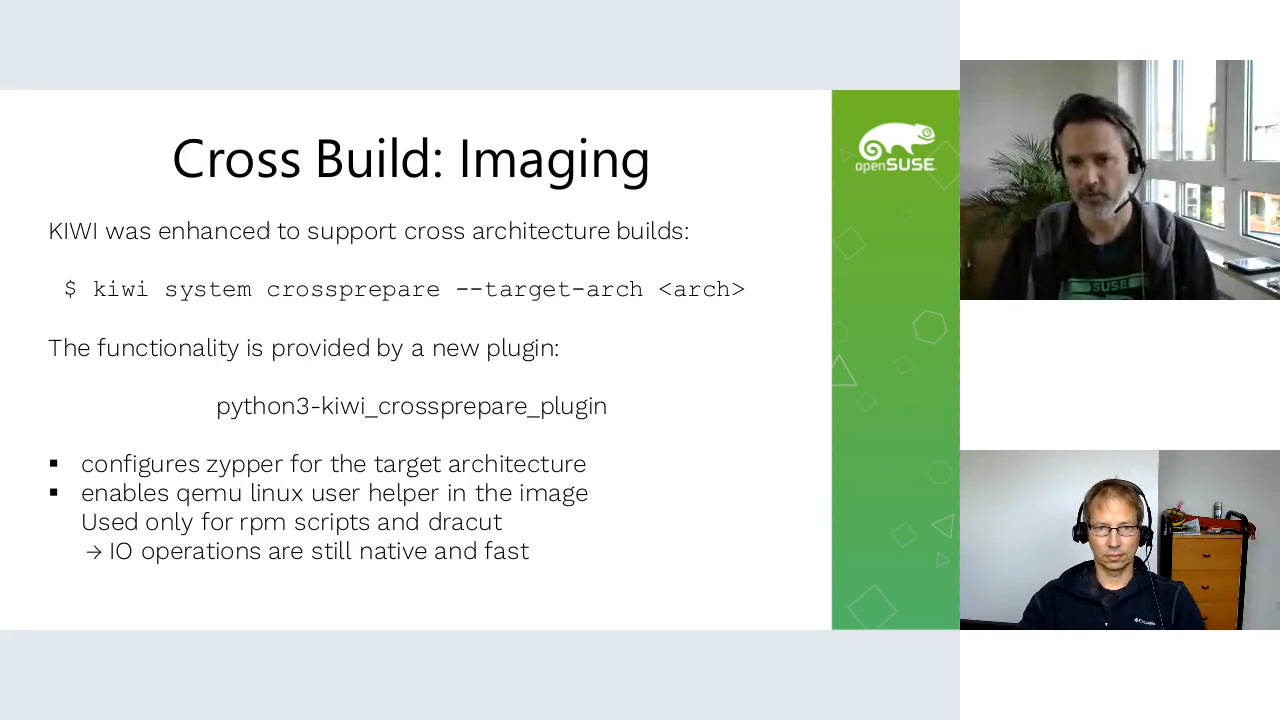 Cross Build: Imaging
KIWI was enhanced to support cross architecture builds:
$ kiwi system crossprepare --target-arch <arch>
The functionality is provided by a new plugin:
python3-kiwi_crossprepare_plugin
▪ configures zypper for the target architecture
▪ enables qemu linux user helper in the image
Used only for rpm scripts and dracut
→ IO operations are still native and fast
openSUSE
SUSE
Columbia